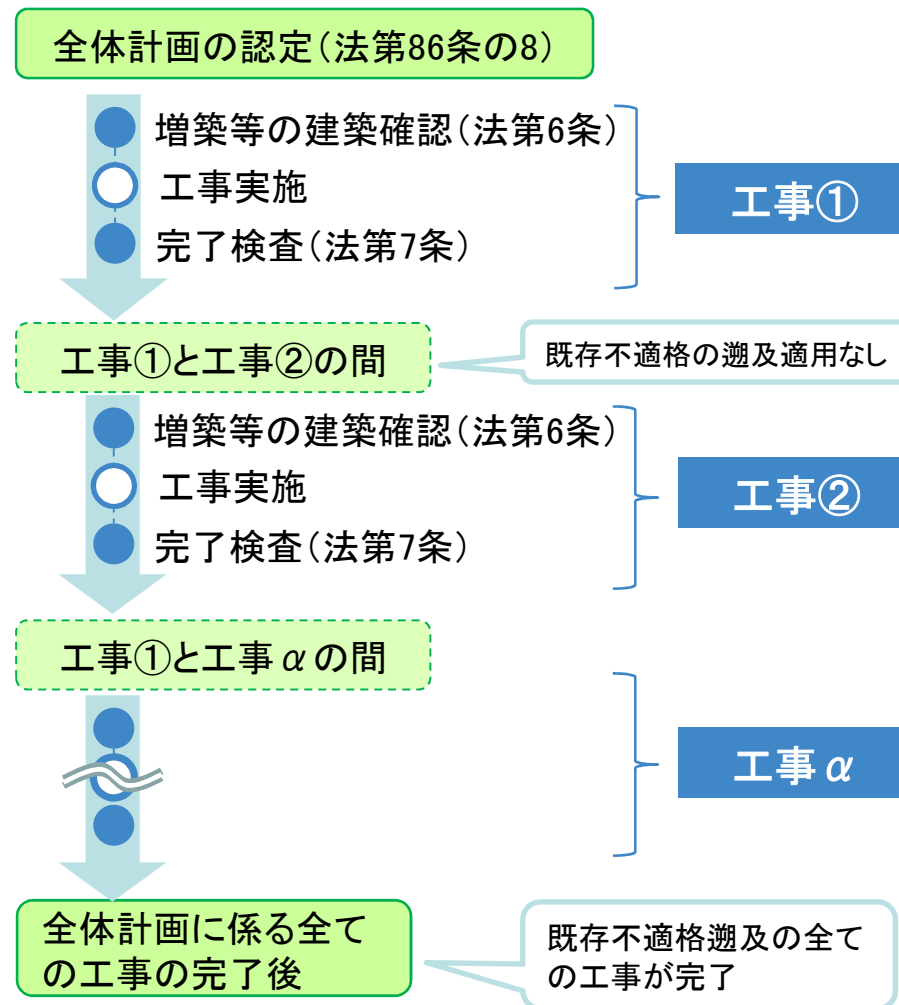 全体計画の認定（法第86条の8）
増築等の建築確認（法第6条）
工事実施
完了検査（法第7条）
工事①
工事①と工事②の間
既存不適格の遡及適用なし
増築等の建築確認（法第6条）
工事実施
完了検査（法第7条）
工事②
工事①と工事αの間
工事α
全体計画に係る全て
の工事の完了後
既存不適格遡及の全て
の工事が完了